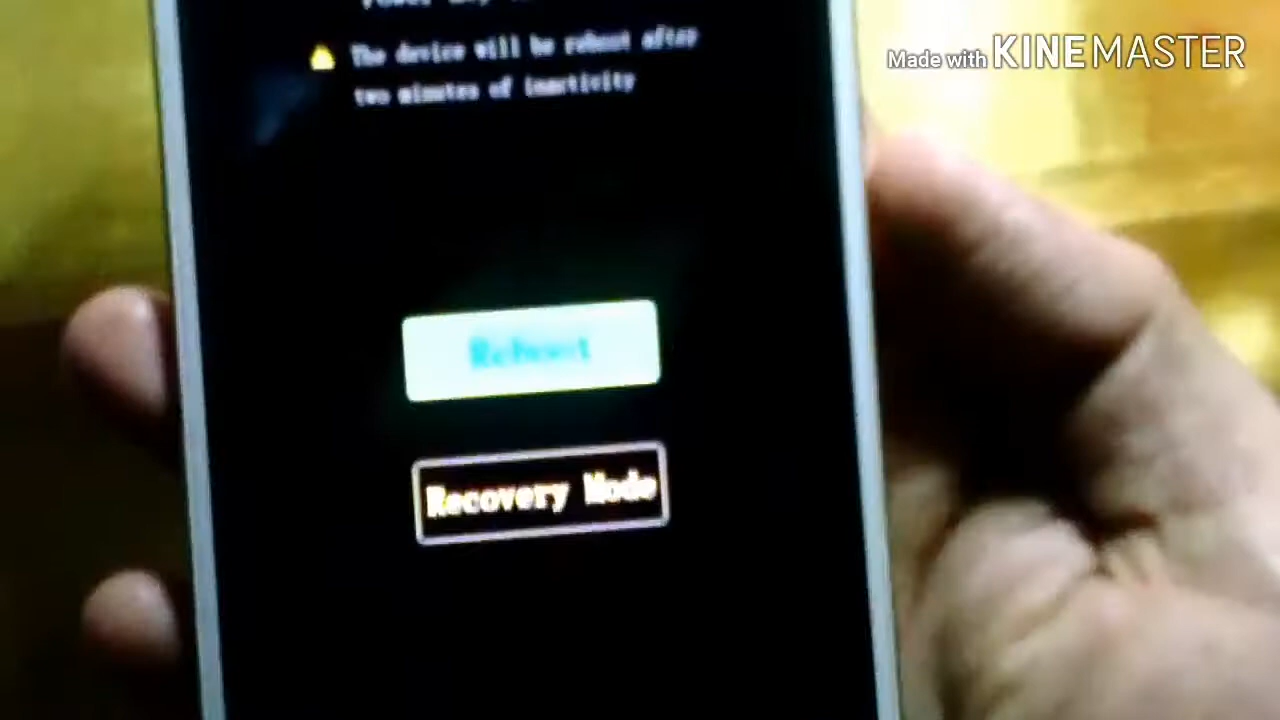 The device will be reboot after
two minutes of inactivity
Made with KINEMASTER
Reboot
Recovery Mode